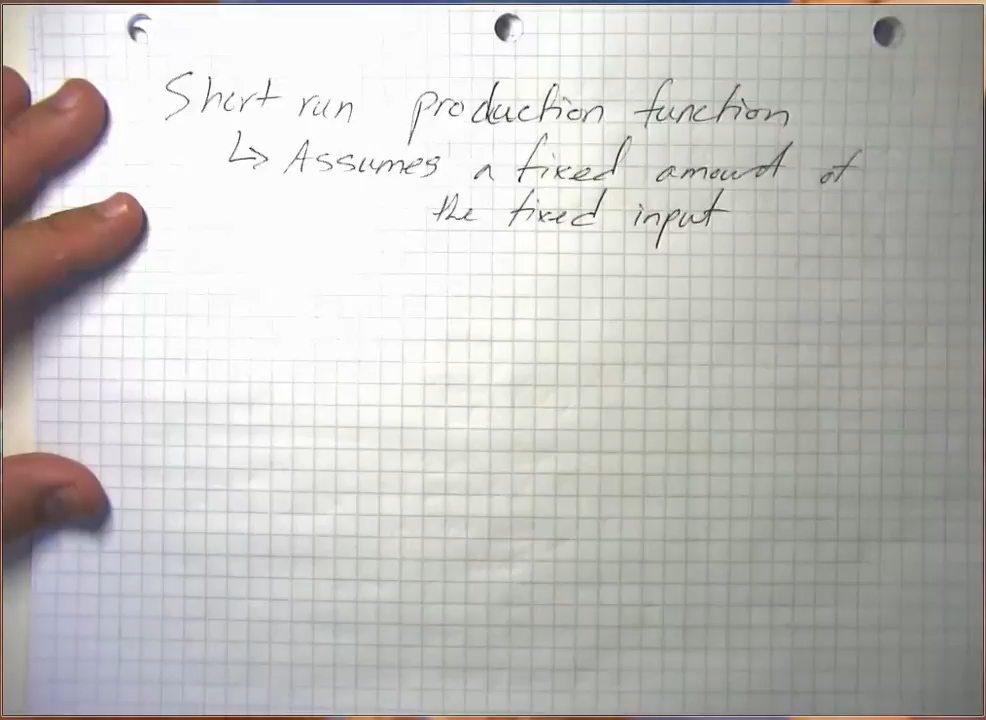 Short run production function
↳ Assumes a fixed amount of
the fixed input